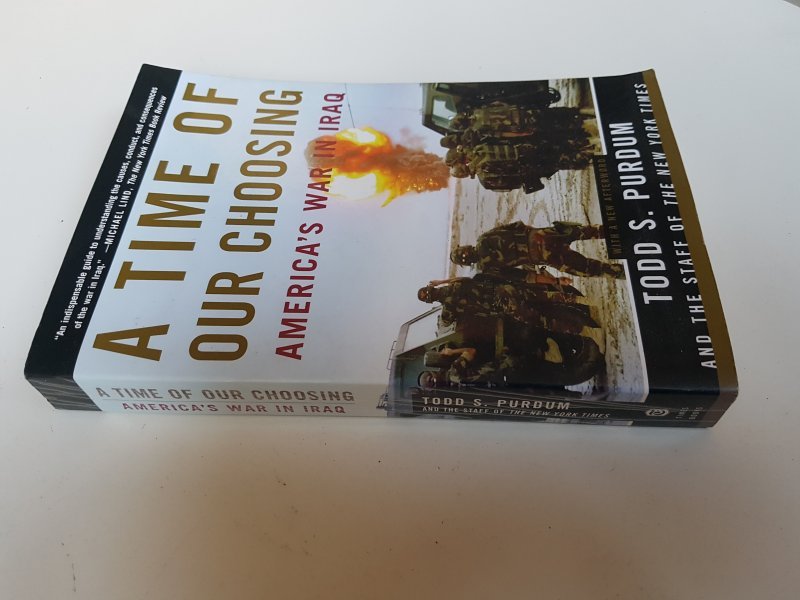 "An indispensable guide to understanding the causes, conduct, and consequences
of the war in Iraq." —MICHAEL LIND, The New York Times Book Review
A TIME OF
OUR CHOOSING
AMERICA'S WAR IN IRAQ
WITH A NEW AFTERWORD
TODD S. PURDUM
AND THE STAFF OF THE NEW YORK TIMES
A TIME OF OUR CHOOSING
AMERICA'S WAR IN IRAQ
TODD S. PURDUM
AND THE STAFF OF THE NEW YORK TIMES